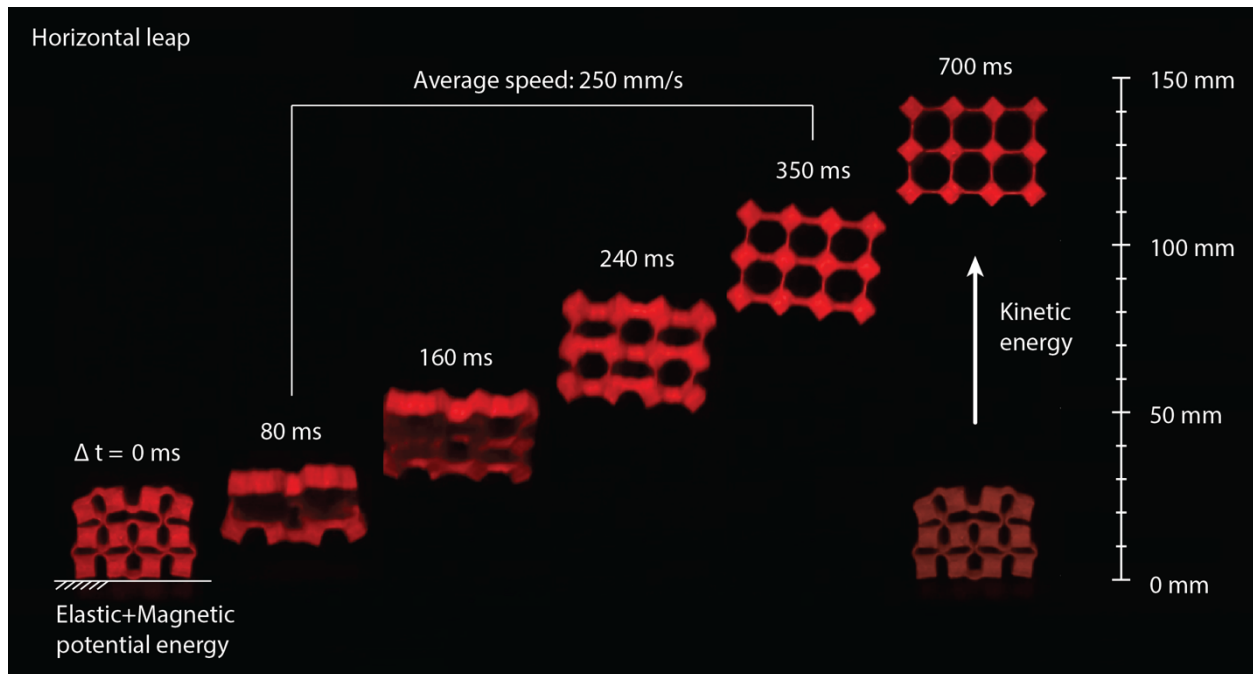 Horizontal leap
Average speed: 250 mm/s
700 ms
150 mm
350 ms
240 ms
100 mm
Kinetic
energy
160 ms
50 mm
80 ms
Δ t = 0 ms
0 mm
Elastic+Magnetic
potential energy